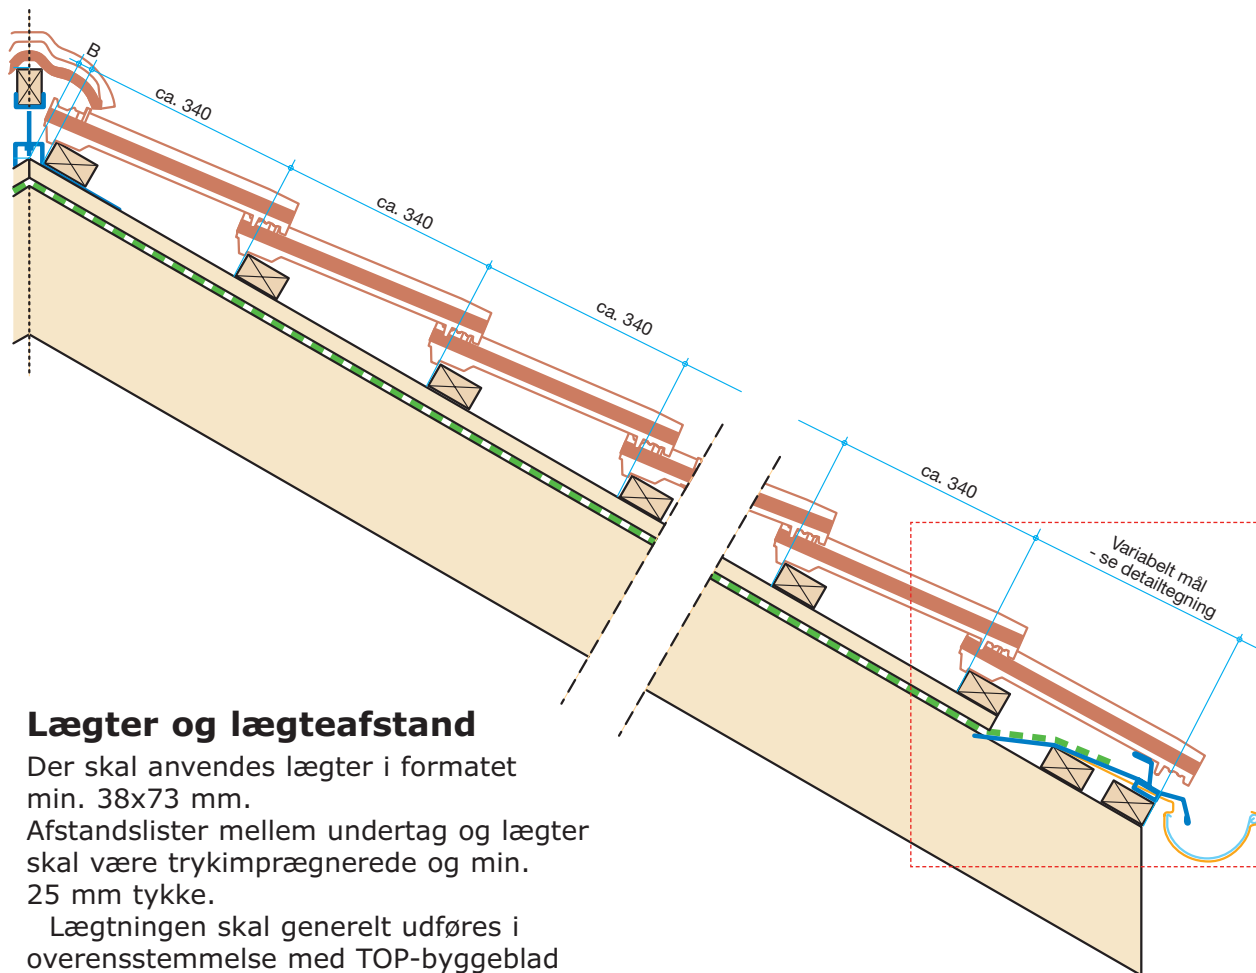 B
ca. 340
ca. 340
ca. 340
ca. 340
Variabelt mål
- se detailtegning
Lægter og lægteafstand
Der skal anvendes lægter i formatet
min. 38x73 mm.
Afstandslister mellem undertag og lægter
skal være trykimprægnerede og min.
25 mm tykke.
Lægtningen skal generelt udføres i
overensstemmelse med TOP-byggeblad